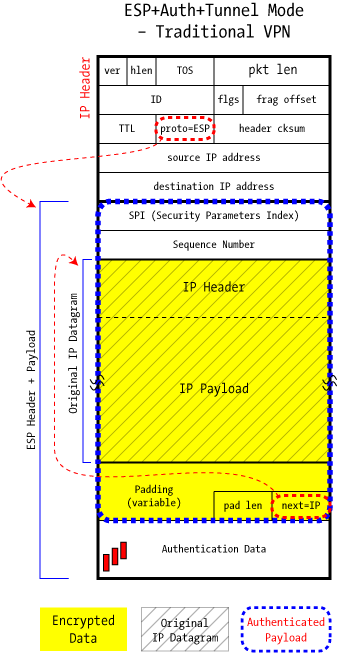 ESP+Auth+Tunnel Mode
– Traditional VPN
IP Header
ver hlen TOS pkt len
ID flgs frag offset
TTL proto=ESP header cksum
source IP address
destination IP address
SPI (Security Parameters Index)
Sequence Number
ESP Header + Payload
Original IP Datagram
IP Header
IP Payload
Padding
(variable)
pad len next=IP
Authentication Data
Encrypted
Data
Original
IP Datagram
Authenticated
Payload